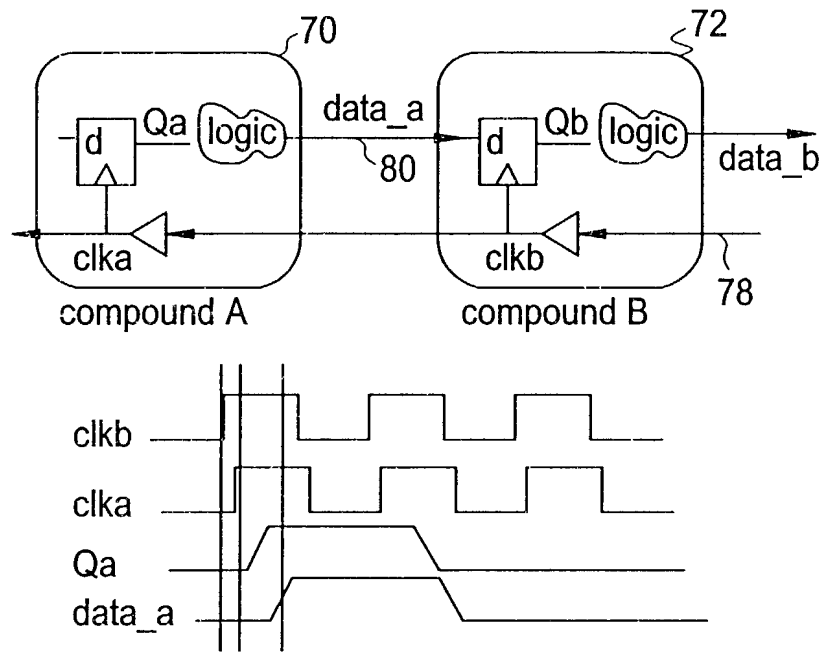 70
72
d
Qa
logic
data_a
80
d
Qb
logic
data_b
clka
clkb
78
compound A
compound B
clkb
clka
Qa
data_a